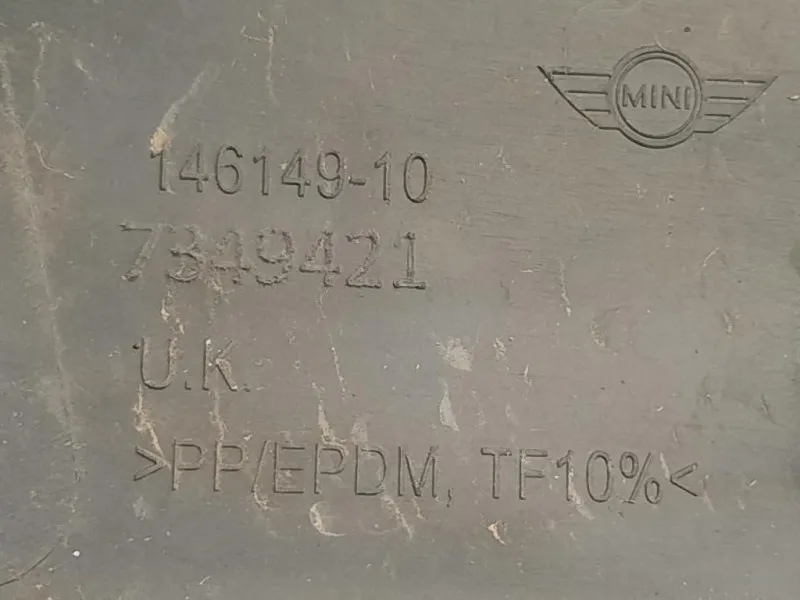 MINI
146149-10
7349421
U.K.
>PP/EPDM, TF10%<